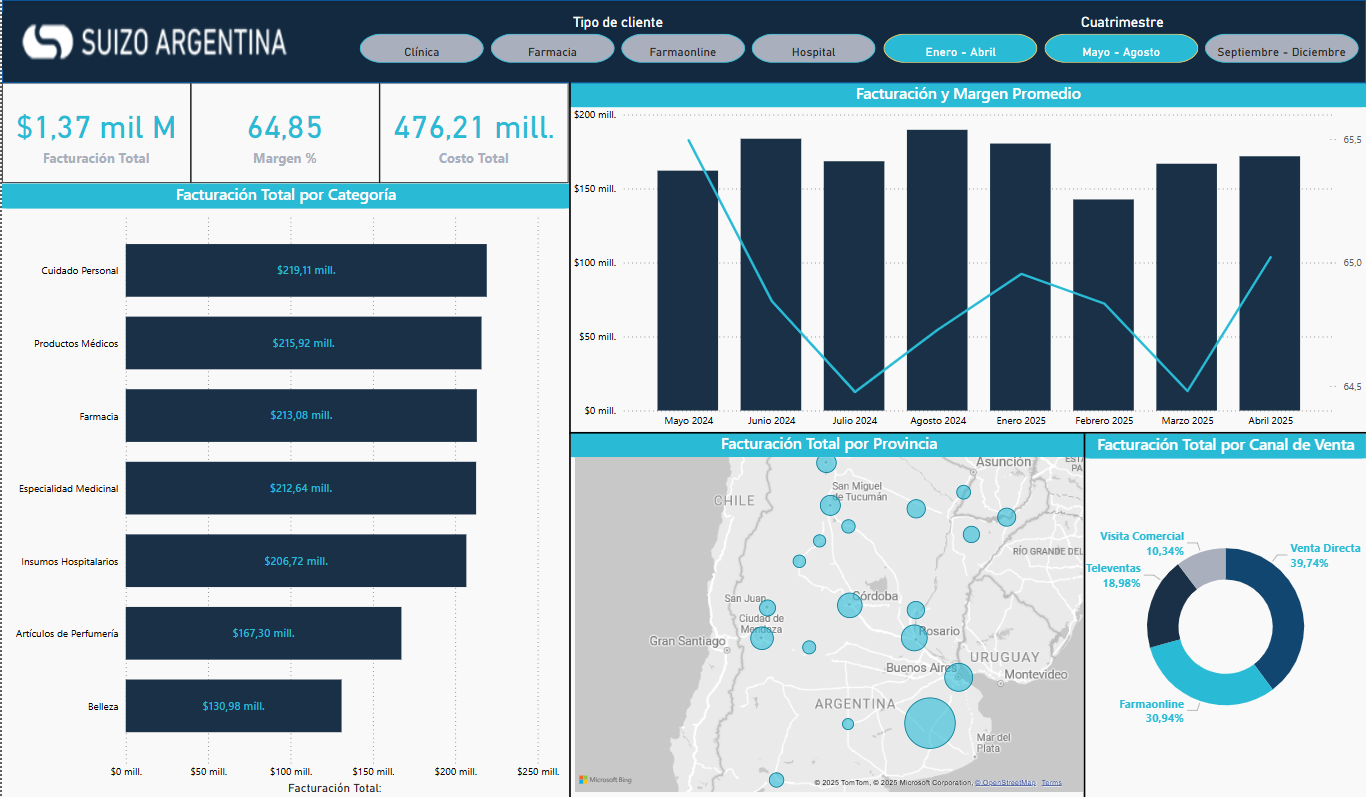 SUIZO ARGENTINA
Tipo de cliente
Clínica
Farmacia
Farmaonline
Hospital
Cuatrimestre
Enero - Abril
Mayo - Agosto
Septiembre - Diciembre
$1,37 mil M
Facturación Total
64,85
Margen %
476,21 mill.
Costo Total
Facturación Total por Categoría
Cuidado Personal
$219,11 mill.
Productos Médicos
$215,92 mill.
Farmacia
$213,08 mill.
Especialidad Medicinal
$212,64 mill.
Insumos Hospitalarios
$206,72 mill.
Artículos de Perfumería
$167,30 mill.
Belleza
$130,98 mill.
$0 mill.
$50 mill.
$100 mill.
$150 mill.
$200 mill.
$250 mill.
Facturación Total:
Facturación y Margen Promedio
$200 mill.
$150 mill.
$100 mill.
$50 mill.
$0 mill.
65,5
65,0
64,5
Mayo 2024
Junio 2024
Julio 2024
Agosto 2024
Enero 2025
Febrero 2025
Marzo 2025
Abril 2025
Facturación Total por Provincia
Asunción
ESTA
PA
San Miguel
de Tucumán
CHILE
RÍO GRANDE DEL
San Juan
Córdoba
Ciudad de
Mendoza
Gran Santiago
Rosario
URUGUAY
Buenos Aires
Montevideo
ARGENTINA
Mar del
Plata
Microsoft Bing
© 2025 TomTom, © 2025 Microsoft Corporation, © OpenStreetMap Terms
Facturación Total por Canal de Venta
Visita Comercial
10,34%
Venta Directa
39,74%
Televentas
18,98%
Farmaonline
30,94%